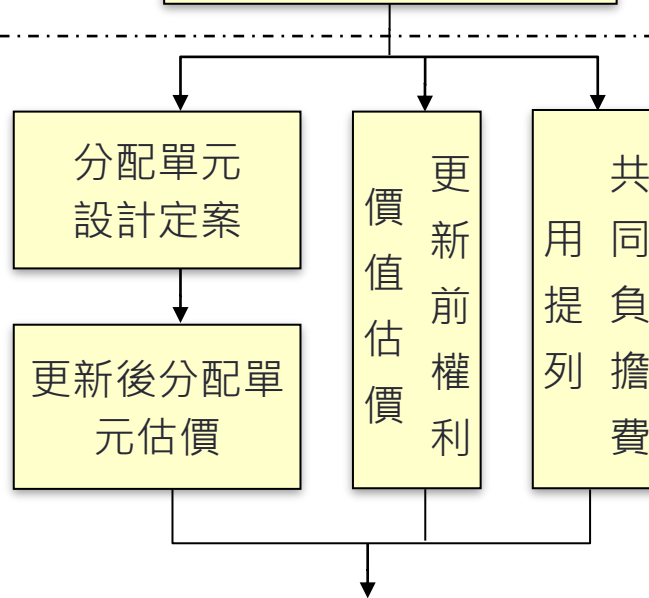 分配單元
設計定案
更新後分配單
元估價
更新前權利
價值估價
共同負擔費
用提列